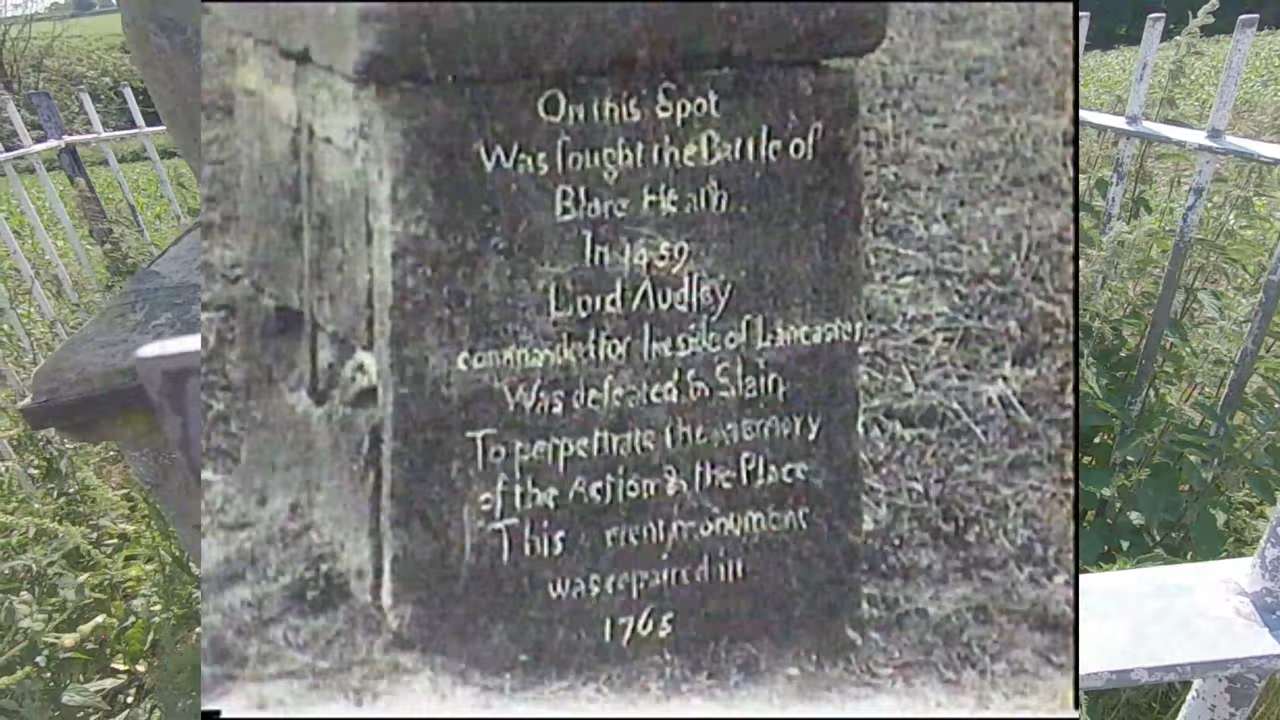 On this Spot
Was fought the Battle of
Blore Heath
In 1459
Lord Audley
commanded for the side of Lancaster
Was defeated & Slain
To perpetuate the memory
of the Action & the Place
This monument
was repaired in
1765